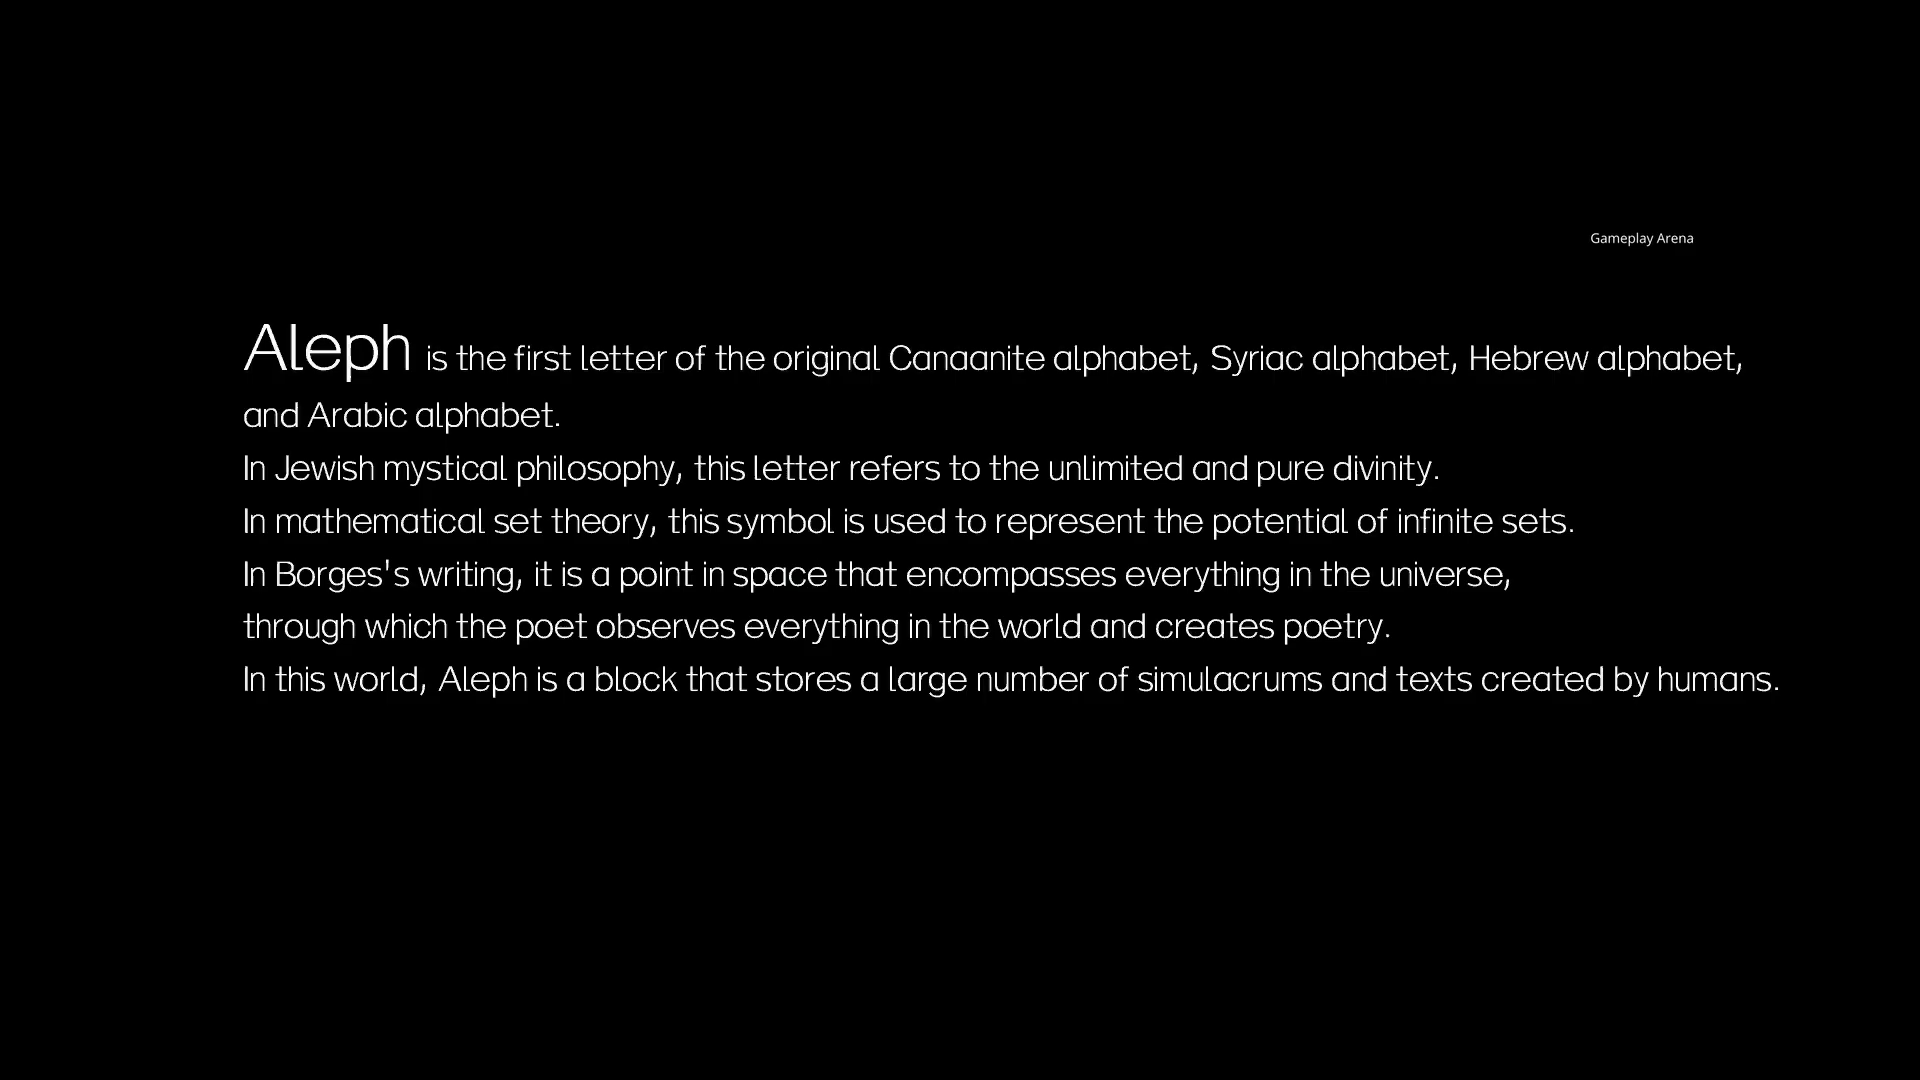 Gameplay Arena
Aleph is the first letter of the original Canaanite alphabet, Syriac alphabet, Hebrew alphabet,
and Arabic alphabet.
In Jewish mystical philosophy, this letter refers to the unlimited and pure divinity.
In mathematical set theory, this symbol is used to represent the potential of infinite sets.
In Borges's writing, it is a point in space that encompasses everything in the universe,
through which the poet observes everything in the world and creates poetry.
In this world, Aleph is a block that stores a large number of simulacrums and texts created by humans.